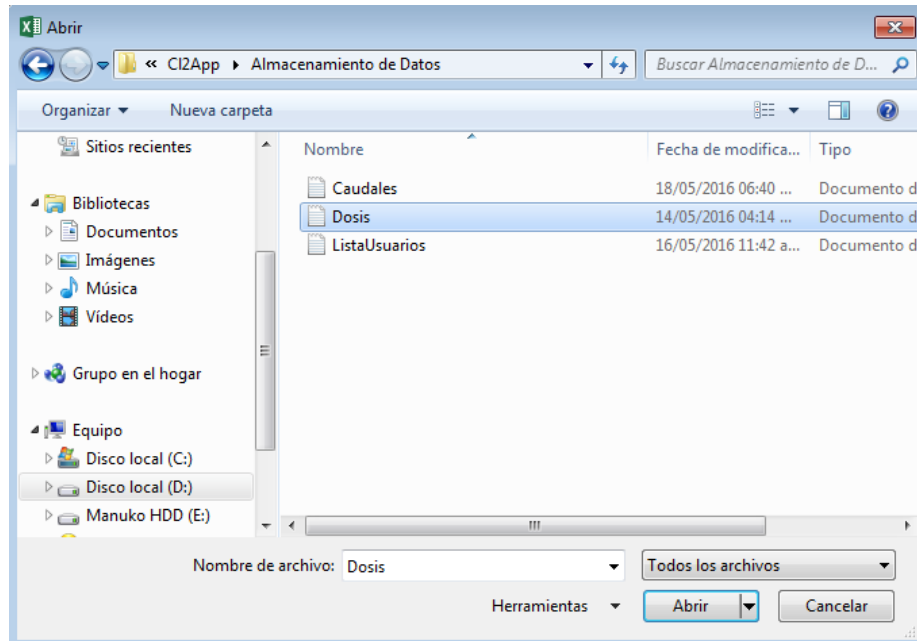 Abrir
« Cl2App ▸ Almacenamiento de Datos
Buscar Almacenamiento de D...
Organizar
Nueva carpeta
Sitios recientes
Bibliotecas
Documentos
Imágenes
Música
Vídeos
Grupo en el hogar
Equipo
Disco local (C:)
Disco local (D:)
Manuko HDD (E:)
Nombre Fecha de modifica... Tipo
Caudales 18/05/2016 06:40 ... Documento d
Dosis 14/05/2016 04:14 ... Documento d
ListaUsuarios 16/05/2016 11:42 a... Documento d
Nombre de archivo: Dosis
Todos los archivos
Herramientas
Abrir
Cancelar